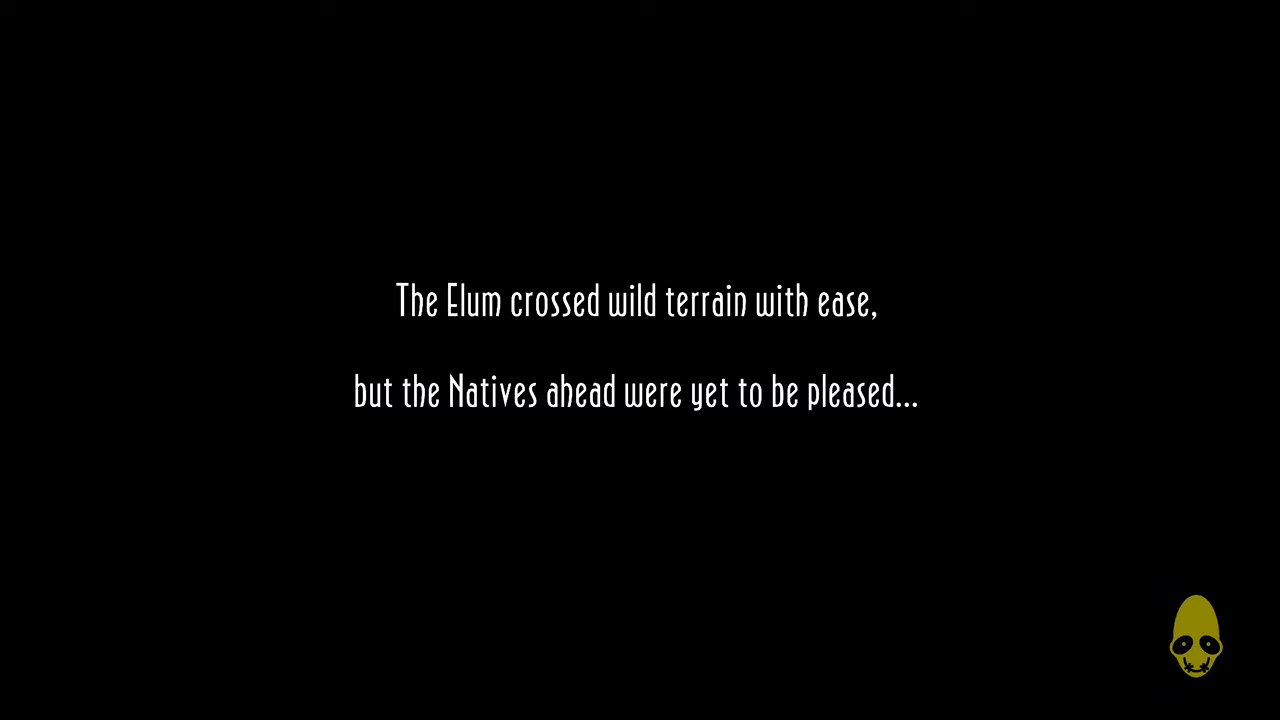 The Elum crossed wild terrain with ease,
but the Natives ahead were yet to be pleased...